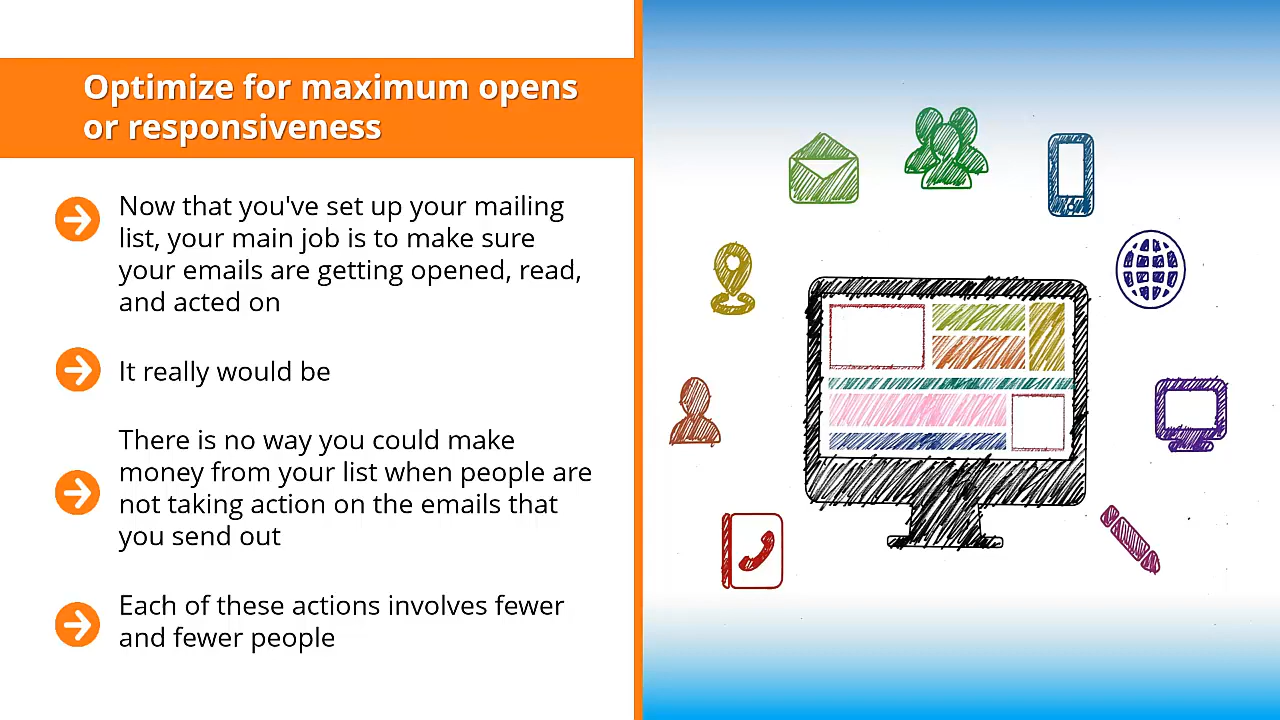 Optimize for maximum opens
or responsiveness
Now that you've set up your mailing
list, your main job is to make sure
your emails are getting opened, read,
and acted on
It really would be
There is no way you could make
money from your list when people are
not taking action on the emails that
you send out
Each of these actions involves fewer
and fewer people